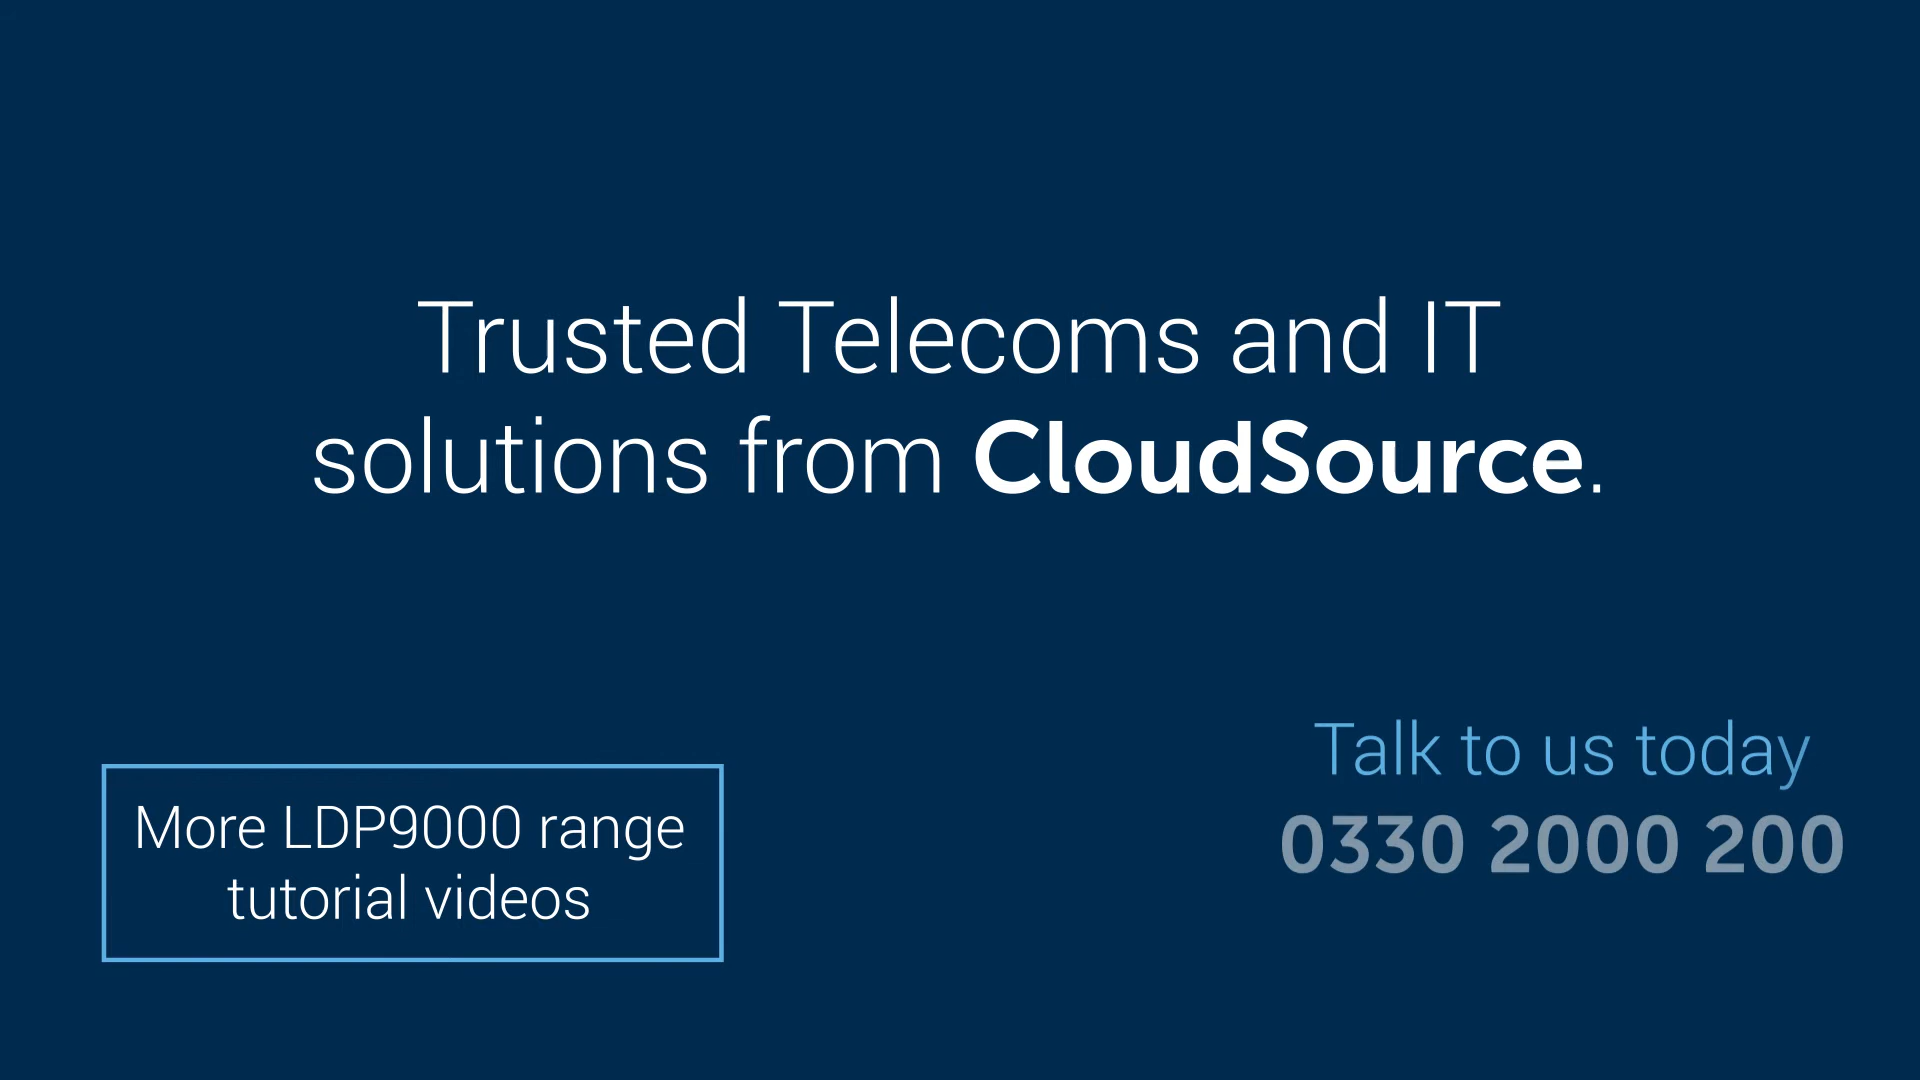 Trusted Telecoms and IT
solutions from CloudSource.
More LDP9000 range
tutorial videos
Talk to us today
0330 2000 200